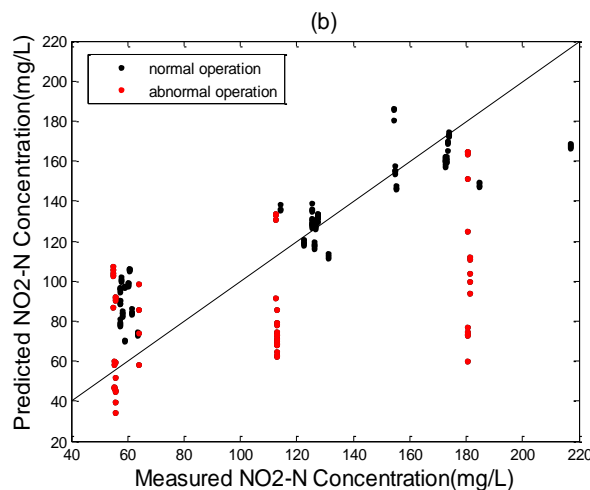 (b)
normal operation
abnormal operation
Predicted NO2-N Concentration(mg/L)
220
200
180
160
140
120
100
80
60
40
20
40 60 80 100 120 140 160 180 200 220
Measured NO2-N Concentration(mg/L)